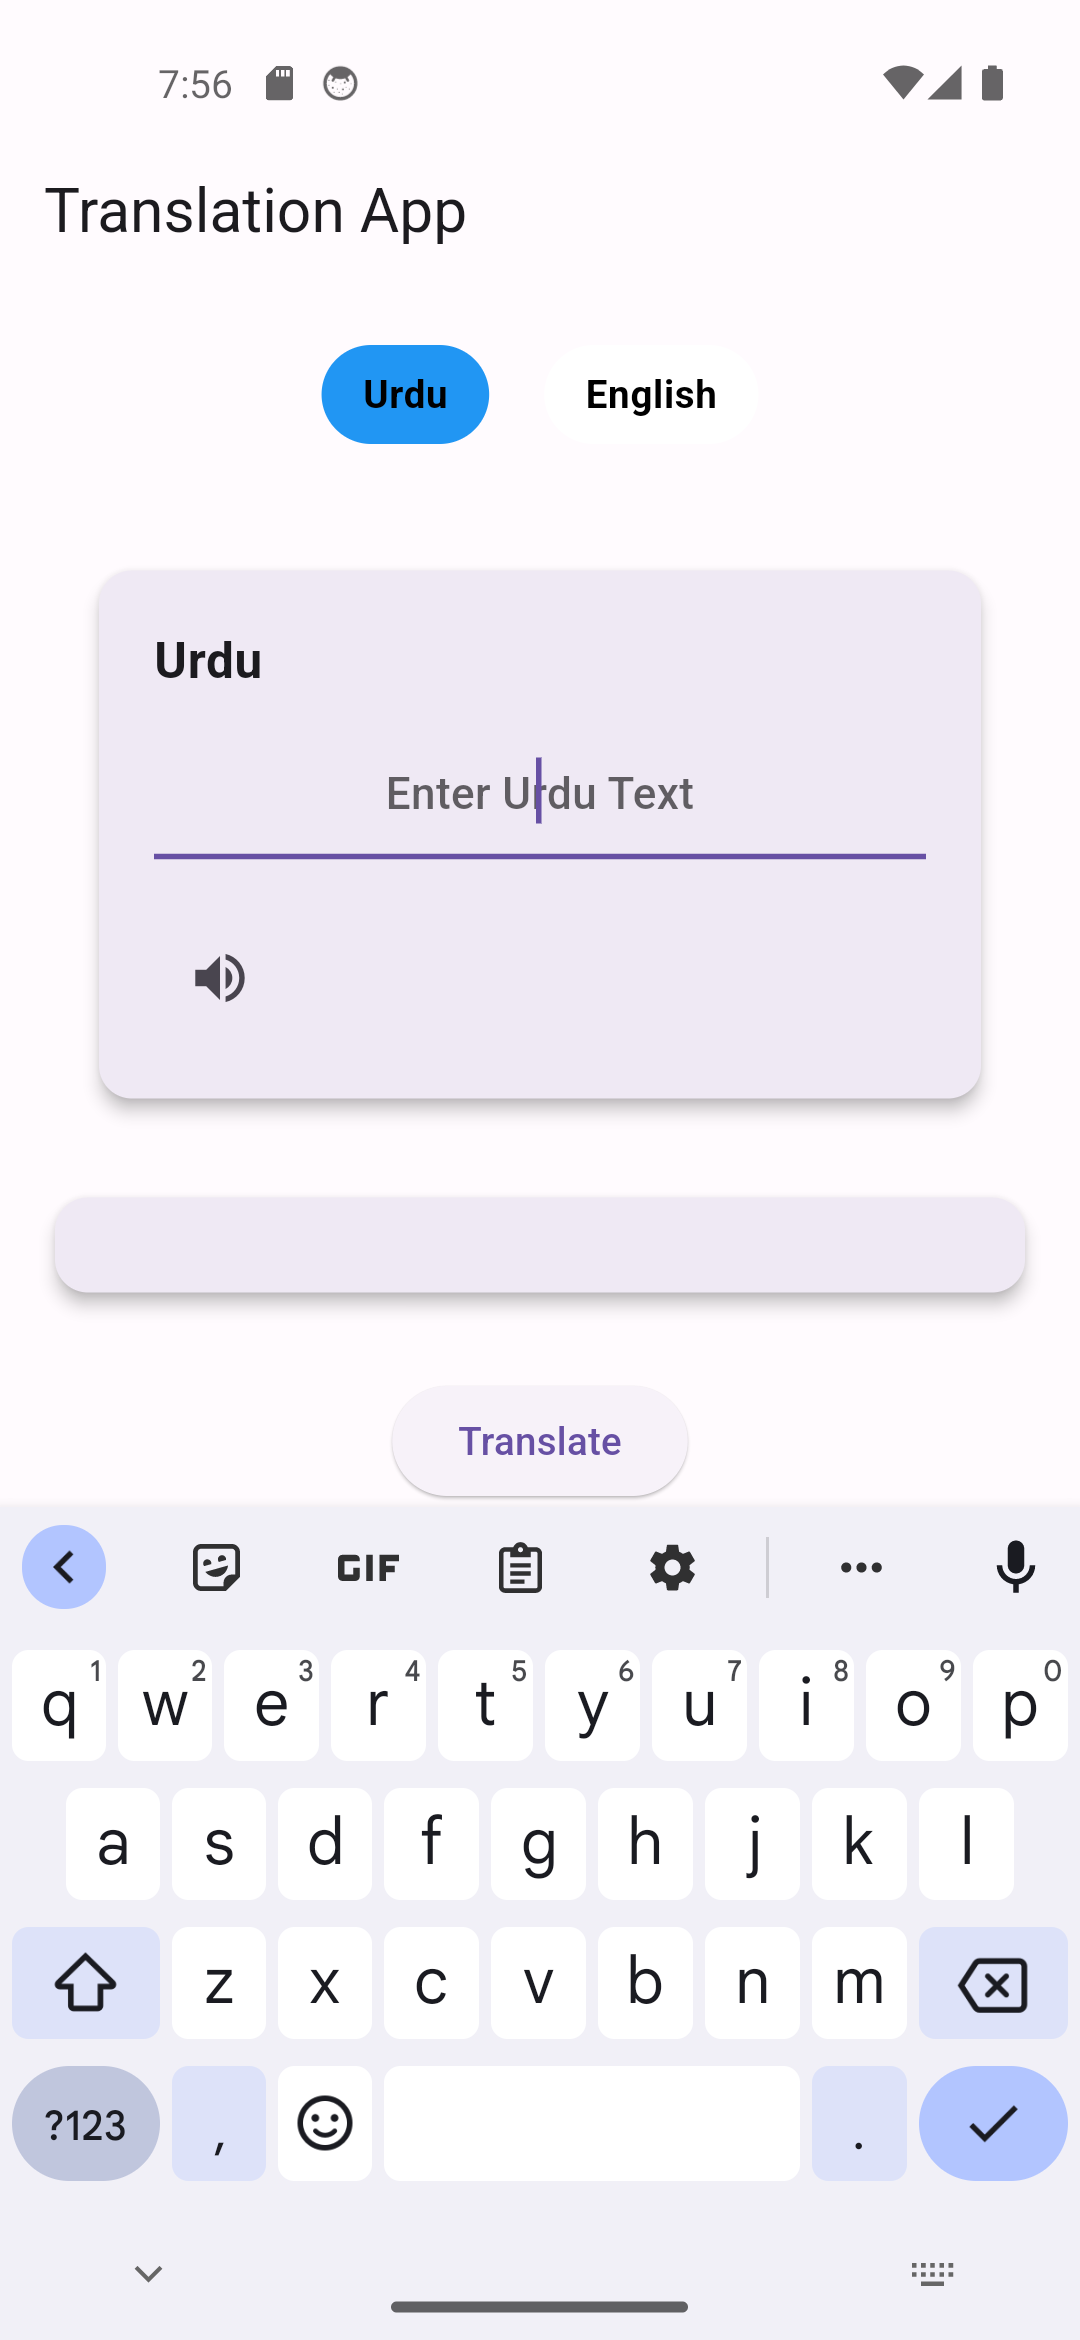 7:56
Translation App
Urdu English
Urdu
Enter Urdu Text
Translate
GIF
q1 w2 e3 r4 t5 y6 u7 i8 o9 p0
a s d f g h j k l
z x c v b n m
?123 , .